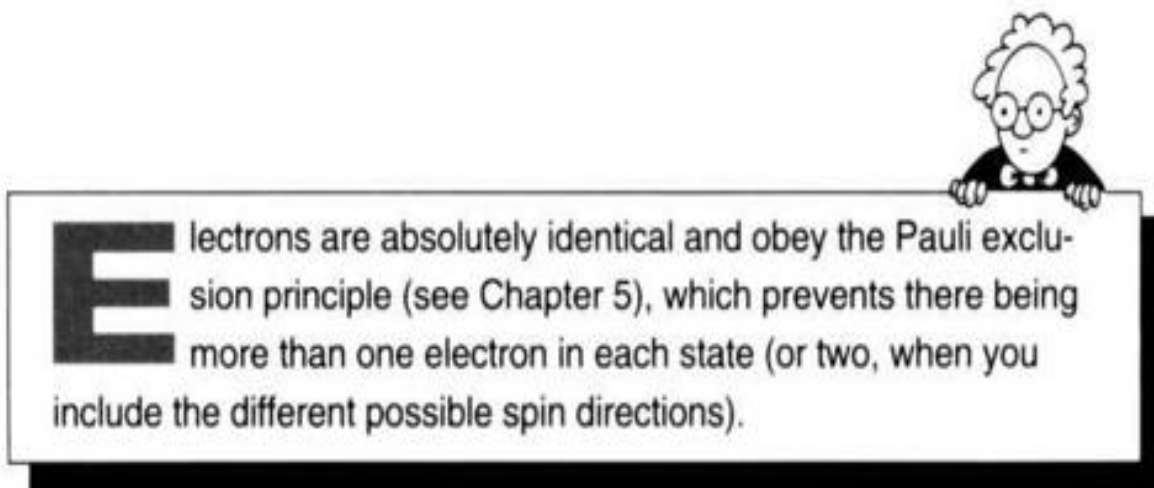 Electrons are absolutely identical and obey the Pauli exclu-
sion principle (see Chapter 5), which prevents there being
more than one electron in each state (or two, when you
include the different possible spin directions).